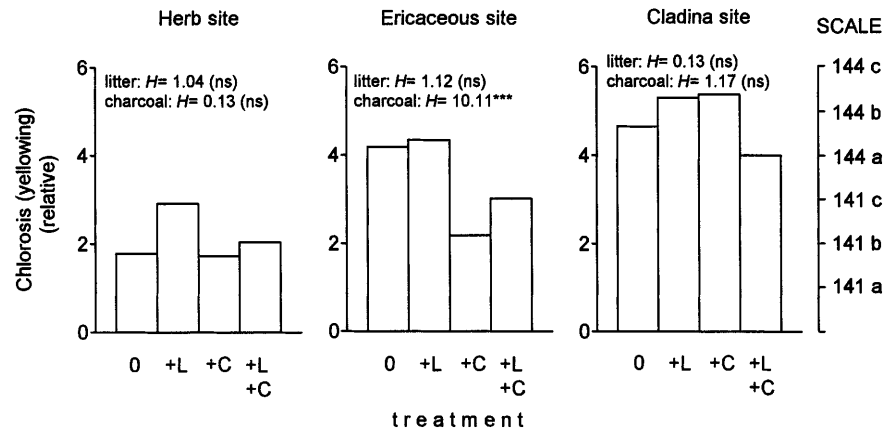 Herb site
Ericaceous site
Cladina site
SCALE
litter: H= 1.04 (ns)
charcoal: H= 0.13 (ns)
litter: H= 1.12 (ns)
charcoal: H= 10.11***
litter: H= 0.13 (ns)
charcoal: H= 1.17 (ns)
Chlorosis (yellowing)
(relative)
6
4
2
0
6
4
2
0
6
4
2
0
144 c
144 b
144 a
141 c
141 b
141 a
0 +L +C +L
+C
0 +L +C +L
+C
0 +L +C +L
+C
treatment